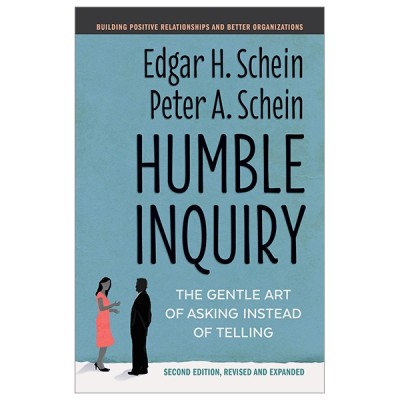 BUILDING POSITIVE RELATIONSHIPS AND BETTER ORGANIZATIONS
Edgar H. Schein
Peter A. Schein
HUMBLE
INQUIRY
THE GENTLE ART
OF ASKING INSTEAD
OF TELLING
SECOND EDITION, REVISED AND EXPANDED